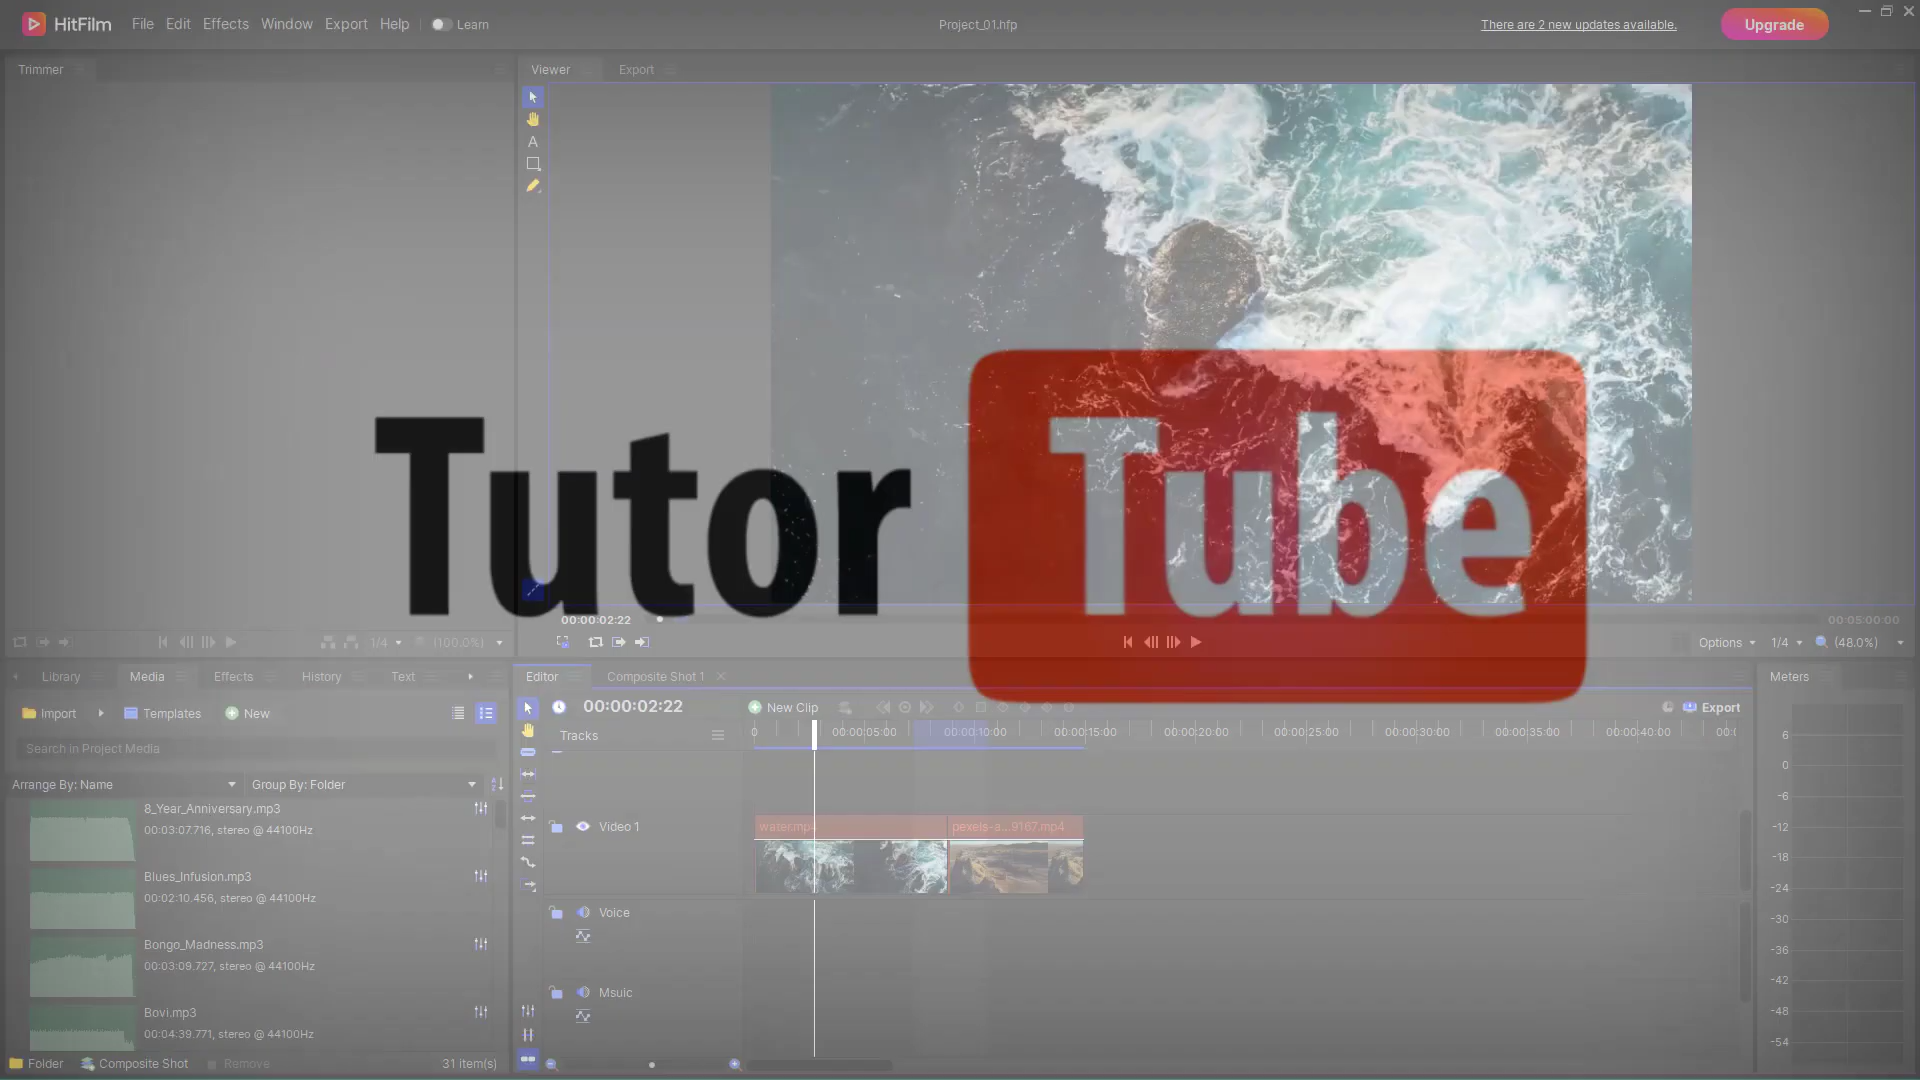 HitFilm File Edit Effects Window Export Help Learn Project_01.hfp There are 2 new updates available. Upgrade
Trimmer Viewer Export
A
Tutor Tube
00:00:02:22 00:05:00:00
1/4 (100.0%) Options 1/4 (48.0%)
Library Media Effects History Text Editor Composite Shot 1 Meters
Import Templates New 00:00:02:22 New Clip Export
Tracks 0 00:00:05:00 00:00:10:00 00:00:15:00 00:00:20:00 00:00:25:00 00:00:30:00 00:00:35:00 00:00:40:00
Search in Project Media
Arrange By: Name Group By: Folder
8_Year_Anniversary.mp3
00:03:07.716, stereo @ 44100Hz
Video 1 water.mp4 pexels-a...9167.mp4
Blues_Infusion.mp3
00:02:10.456, stereo @ 44100Hz
Voice
Bongo_Madness.mp3
00:03:09.727, stereo @ 44100Hz
Msuic
Bovi.mp3
00:04:39.771, stereo @ 44100Hz
Folder Composite Shot Remove 31 item(s)
6
0
-6
-12
-18
-24
-30
-36
-42
-48
-54